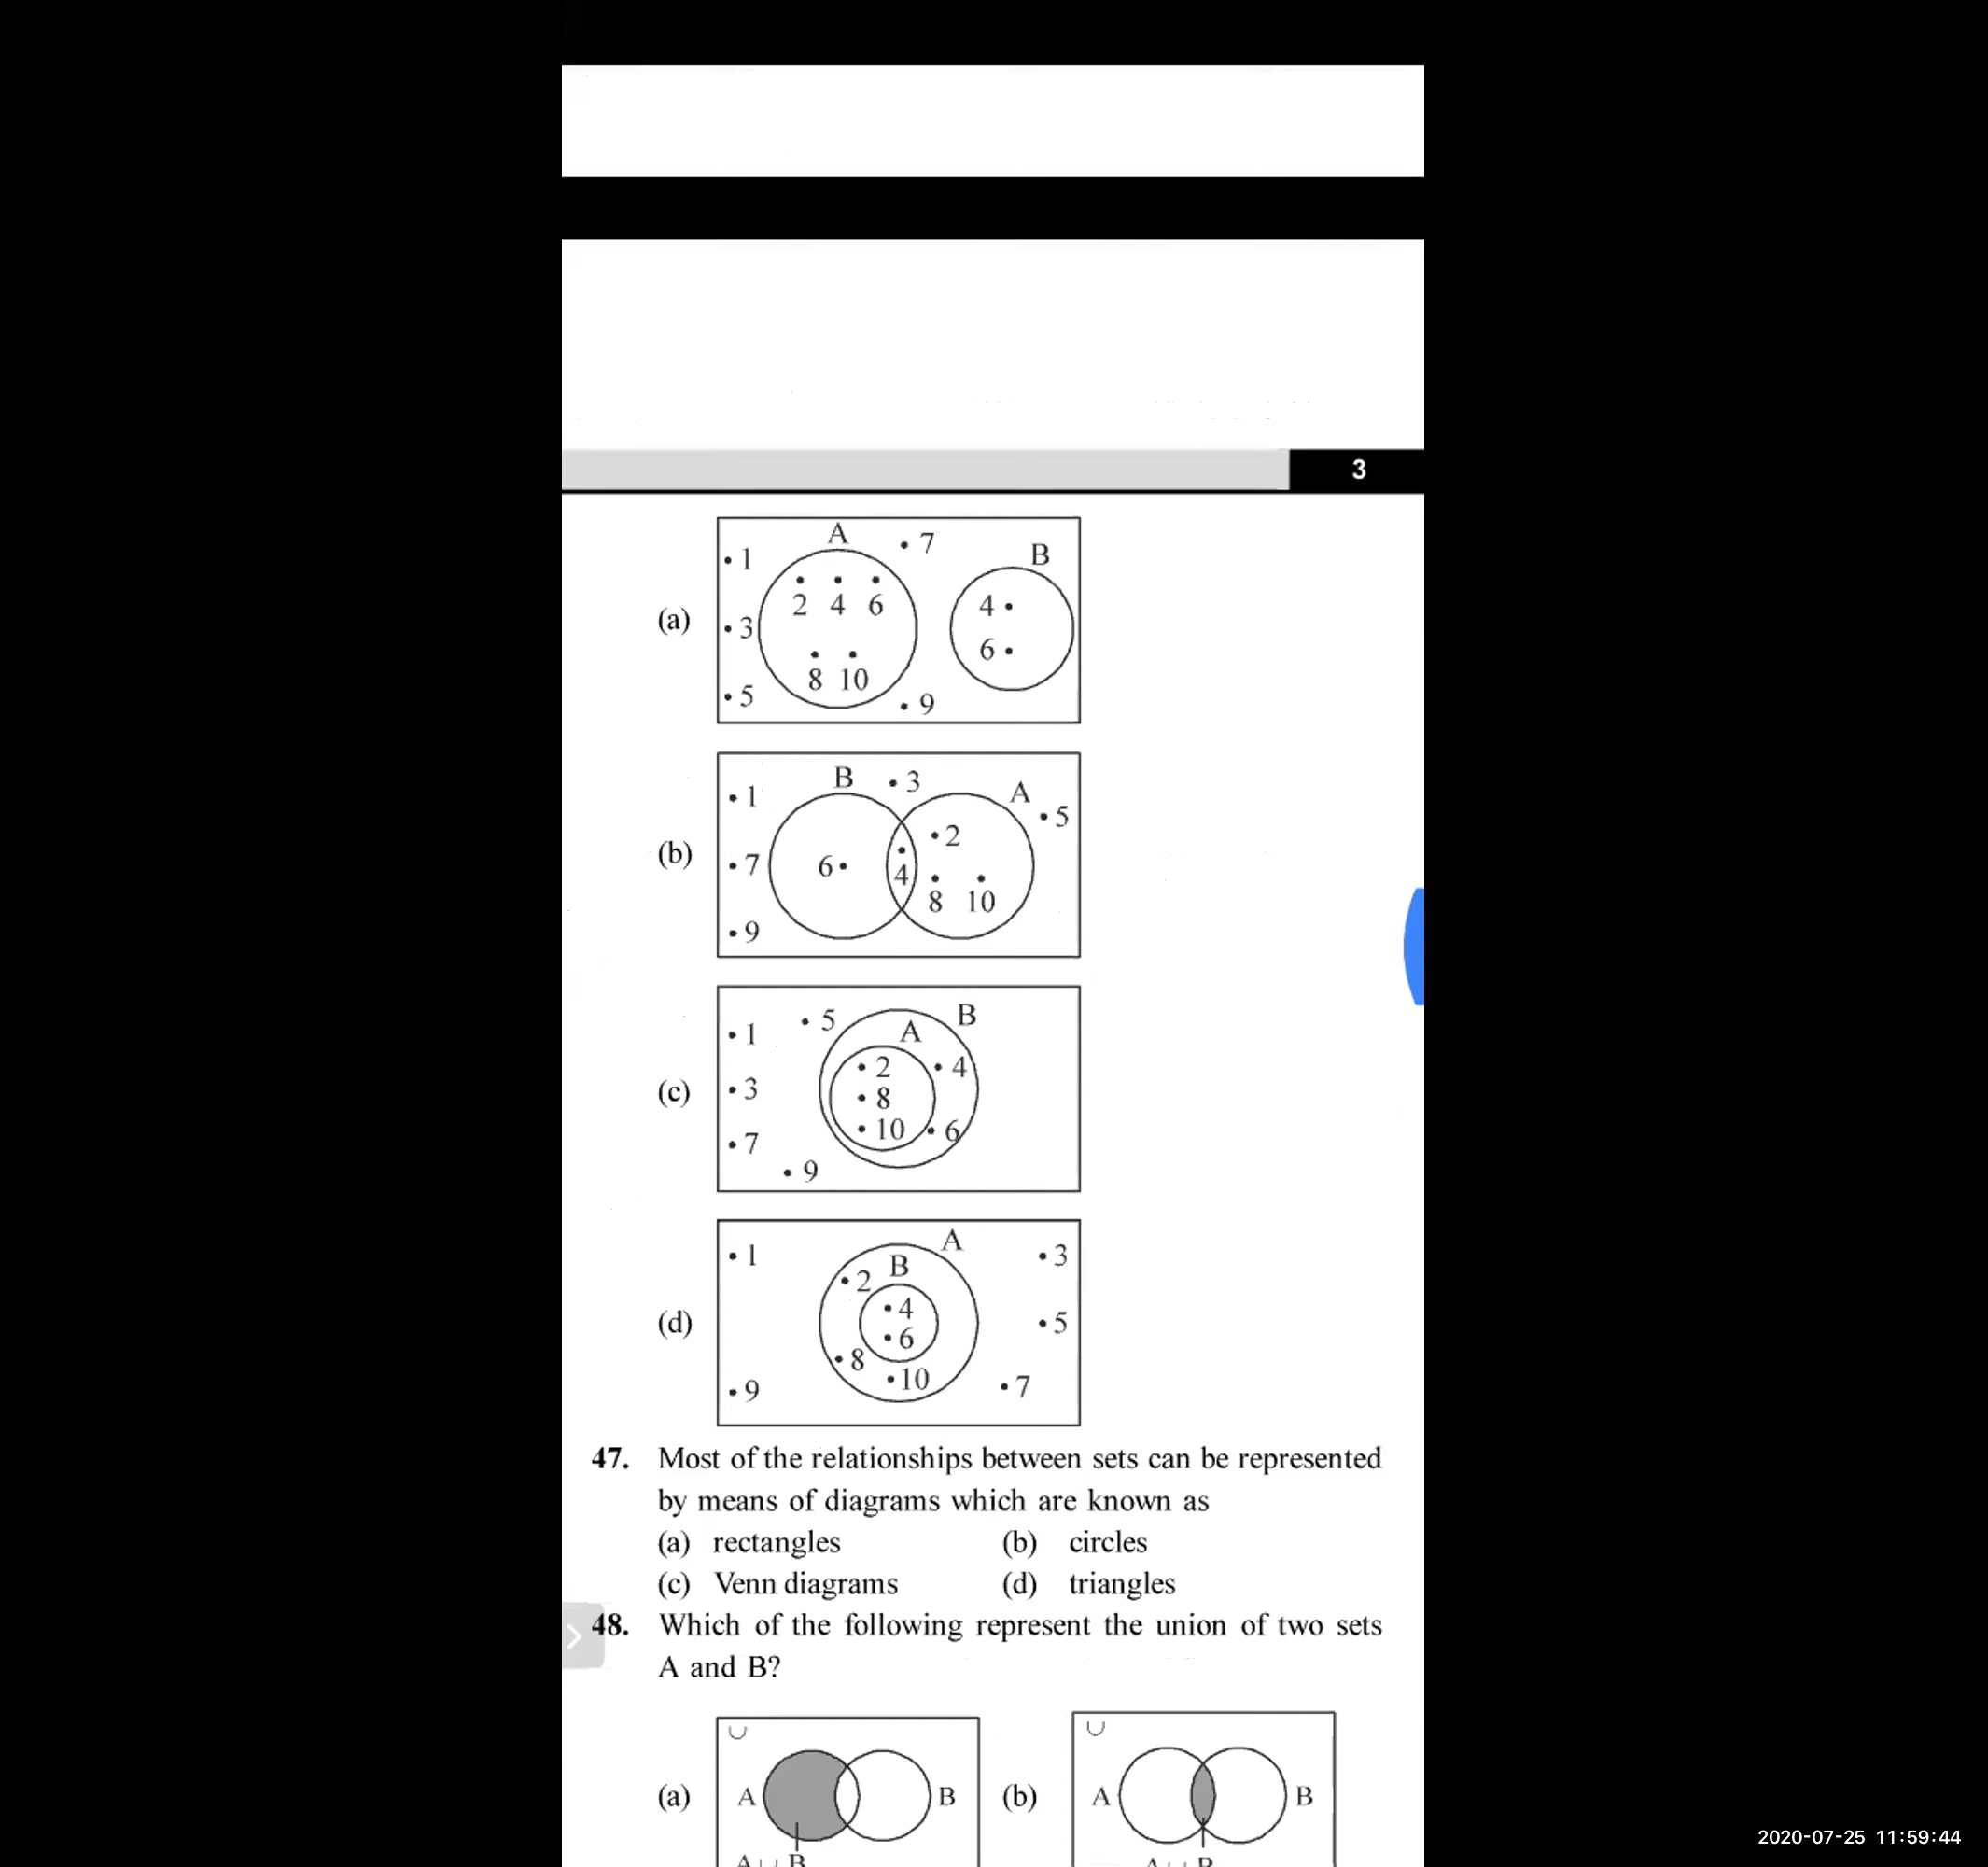 3
A
• 7
• 1
B
2 4 6
4 •
(a)
• 3
6 •
8 10
• 5
• 9
B
• 3
A
• 1
• 5
• 2
(b)
• 7
6 •
4
8 10
• 9
B
• 5
A
• 1
• 2
• 4
(c)
• 3
• 8
• 10
• 6
• 7
• 9
A
• 1
B
• 3
• 2
• 4
(d)
• 5
• 6
• 8
• 10
• 7
• 9
47. Most of the relationships between sets can be represented
by means of diagrams which are known as
(a) rectangles (b) circles
(c) Venn diagrams (d) triangles
48. Which of the following represent the union of two sets
A and B?
∪ ∪
(a) A B (b) A B
A ∪ B A ∪ B
2020-07-25 11:59:44